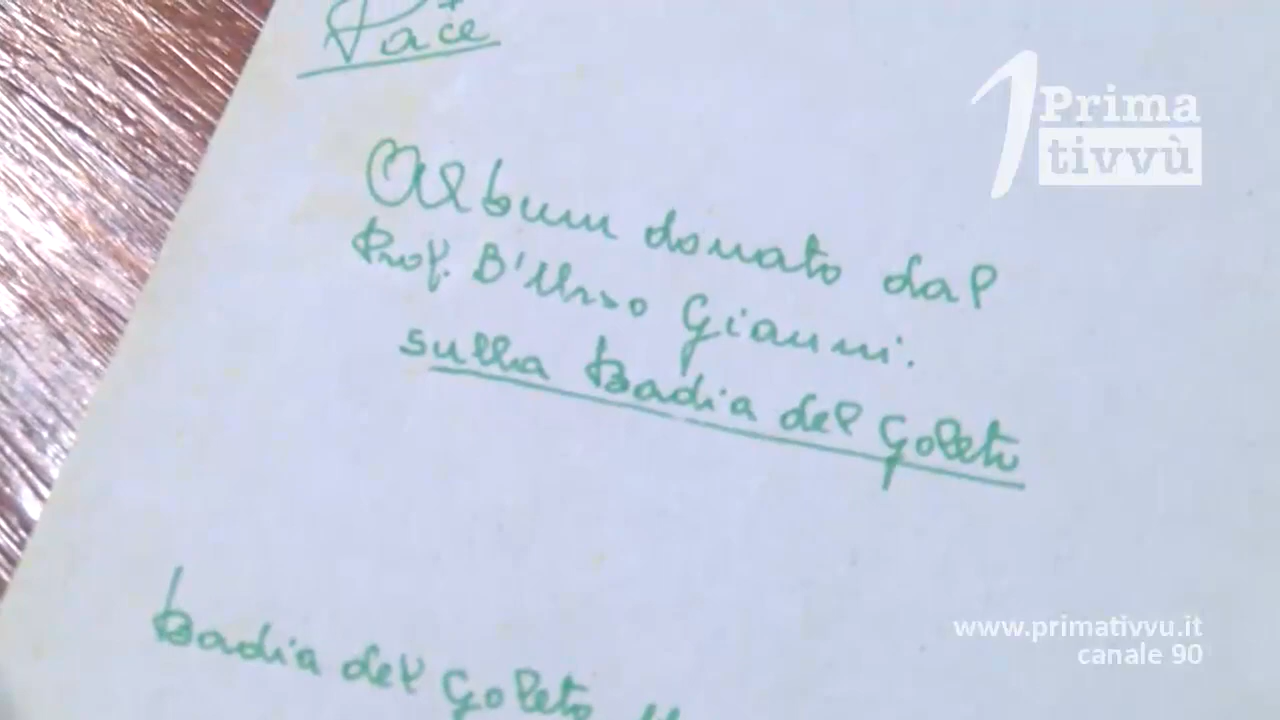 Pace
Prima
tivvù
Album donato dal
Prof. D'Urso Gianni.
sulla Badia del Goleto
Badia del Goleto
www.primativvu.it
canale 90